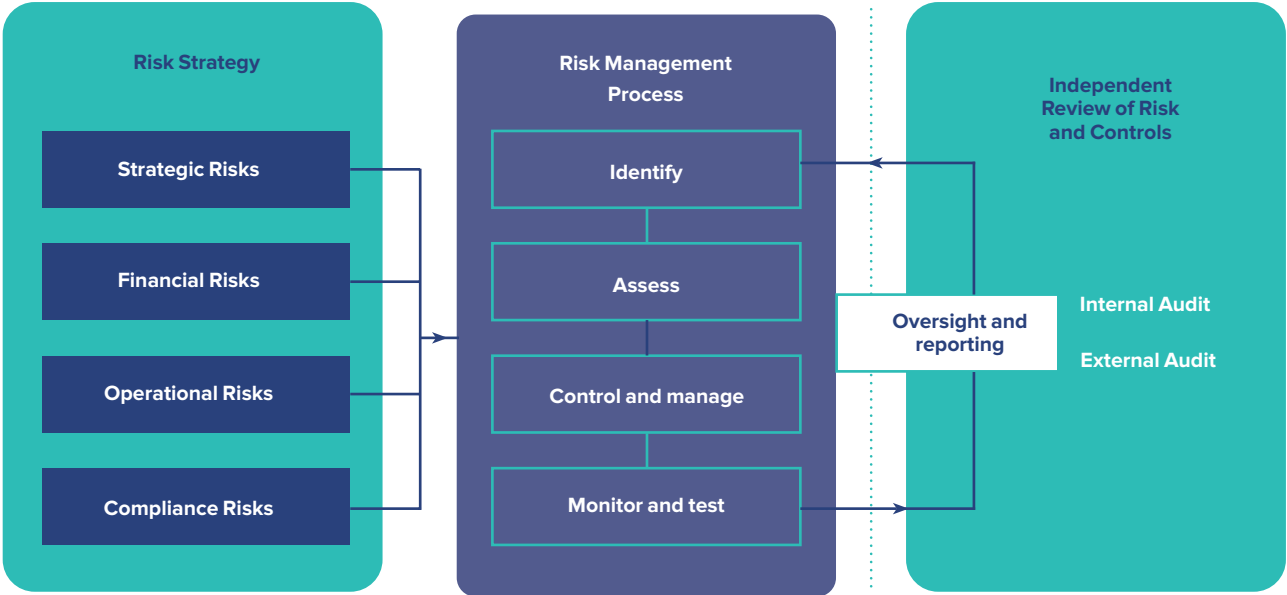 Risk Strategy
Strategic Risks
Financial Risks
Operational Risks
Compliance Risks
Risk Management
Process
Identify
Assess
Control and manage
Monitor and test
Oversight and
reporting
Independent
Review of Risk
and Controls
Internal Audit
External Audit